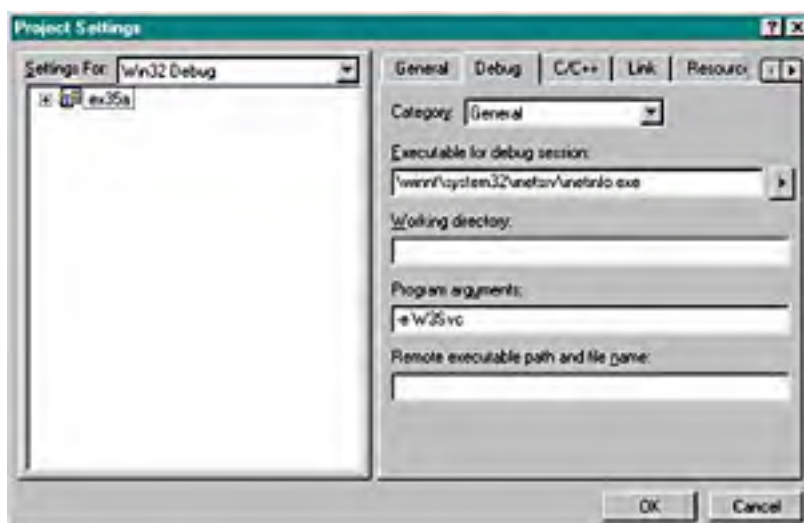 Project Settings
Settings For: Win32 Debug
ex35a
General Debug C/C++ Link Resource
Category: General
Executable for debug session:
\winnt\system32\inetsrv\inetinfo.exe
Working directory:
Program arguments:
-e W3Svc
Remote executable path and file name:
OK Cancel